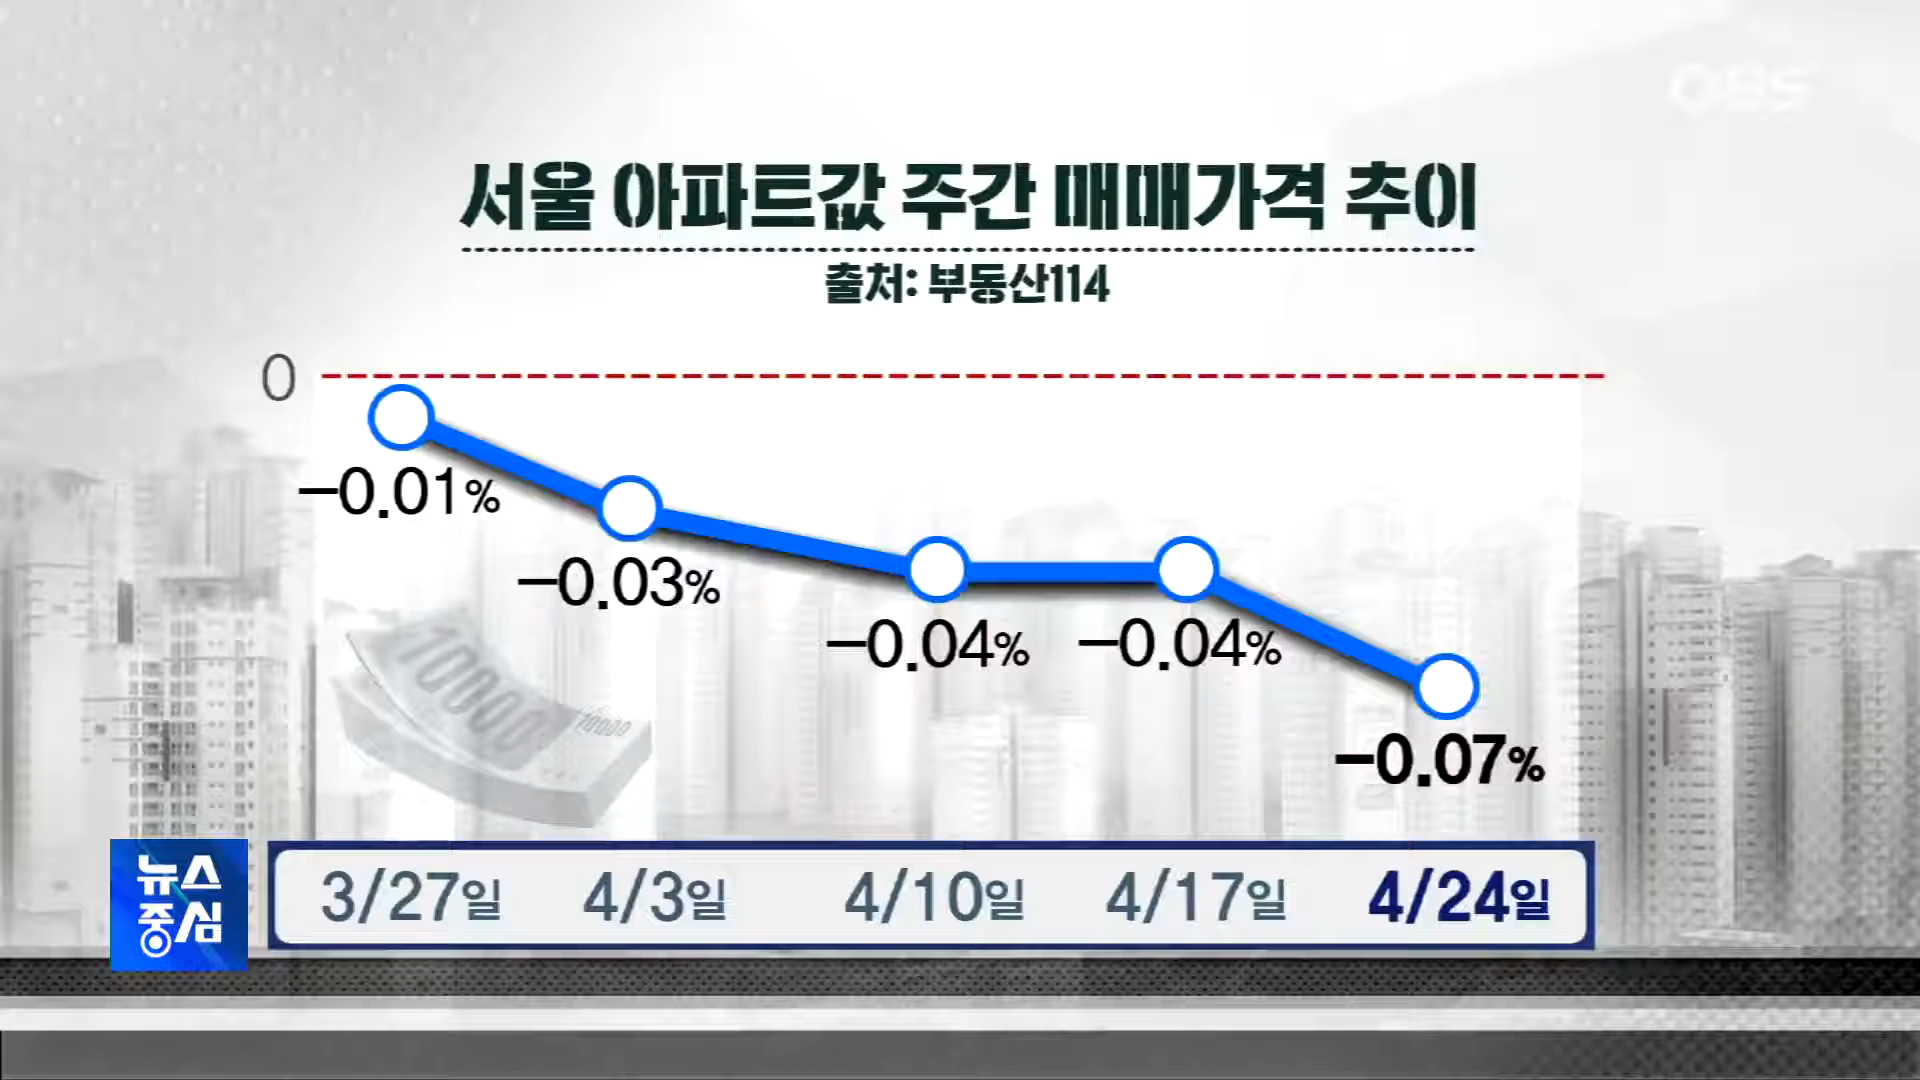 OBS
서울 아파트값 주간 매매가격 추이
출처: 부동산114
0
-0.01%
-0.03%
-0.04% -0.04%
-0.07%
10000
10000
뉴스
중심
3/27일 4/3일 4/10일 4/17일 4/24일